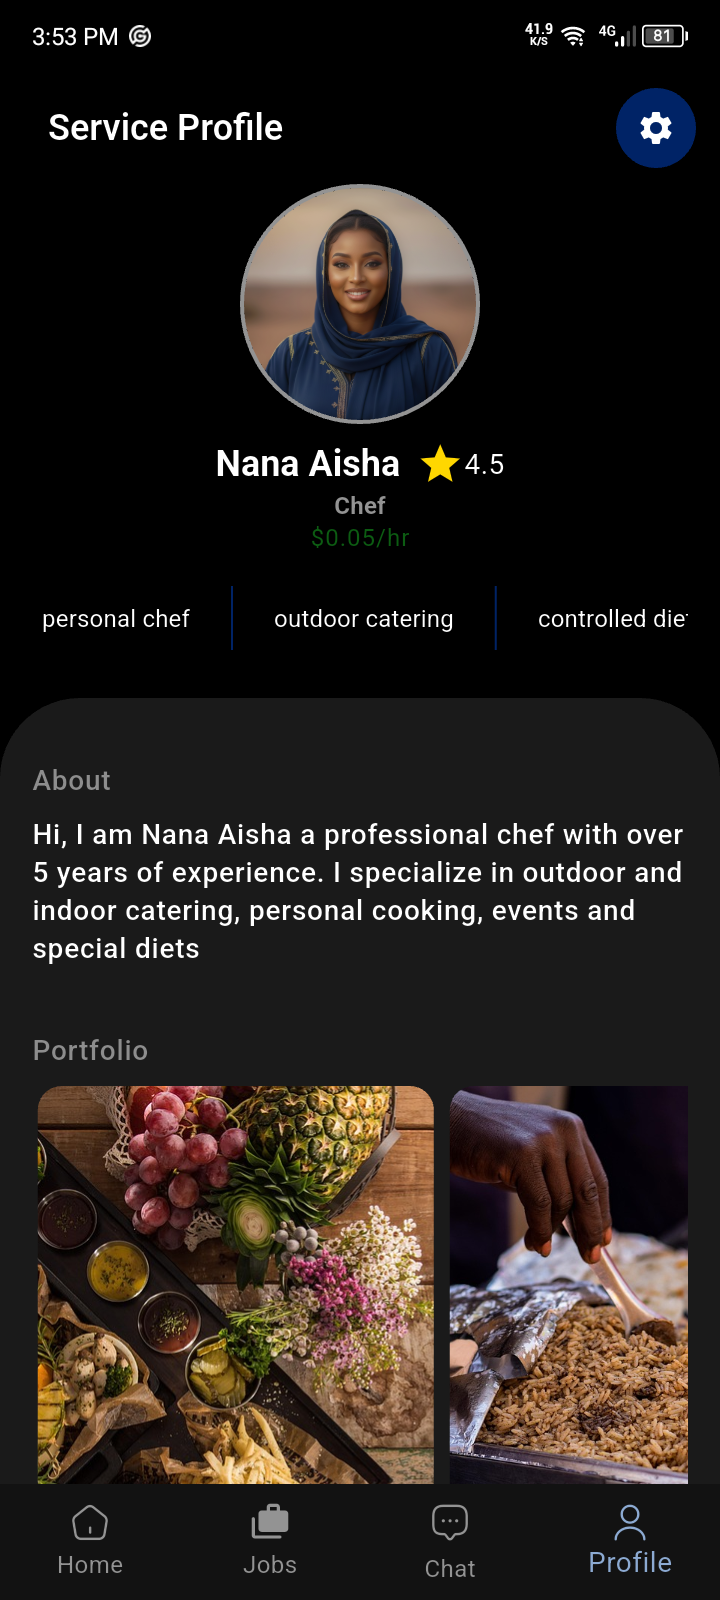 3:53 PM
41.9
K/S
4G
81
Service Profile
Nana Aisha 4.5
Chef
$0.05/hr
personal chef
outdoor catering
controlled die
About
Hi, I am Nana Aisha a professional chef with over
5 years of experience. I specialize in outdoor and
indoor catering, personal cooking, events and
special diets
Portfolio
Home
Jobs
Chat
Profile